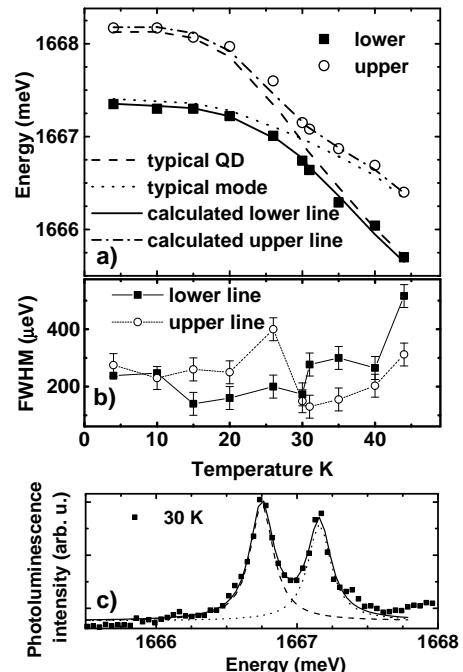 a)
1668
1667
1666
Energy (meV)
lower
upper
typical QD
typical mode
calculated lower line
calculated upper line
b)
400
200
FWHM (µeV)
lower line
upper line
0 10 20 30 40
Temperature K
30 K
c)
Photoluminescence
intensity (arb. u.)
1666 1667 1668
Energy (meV)